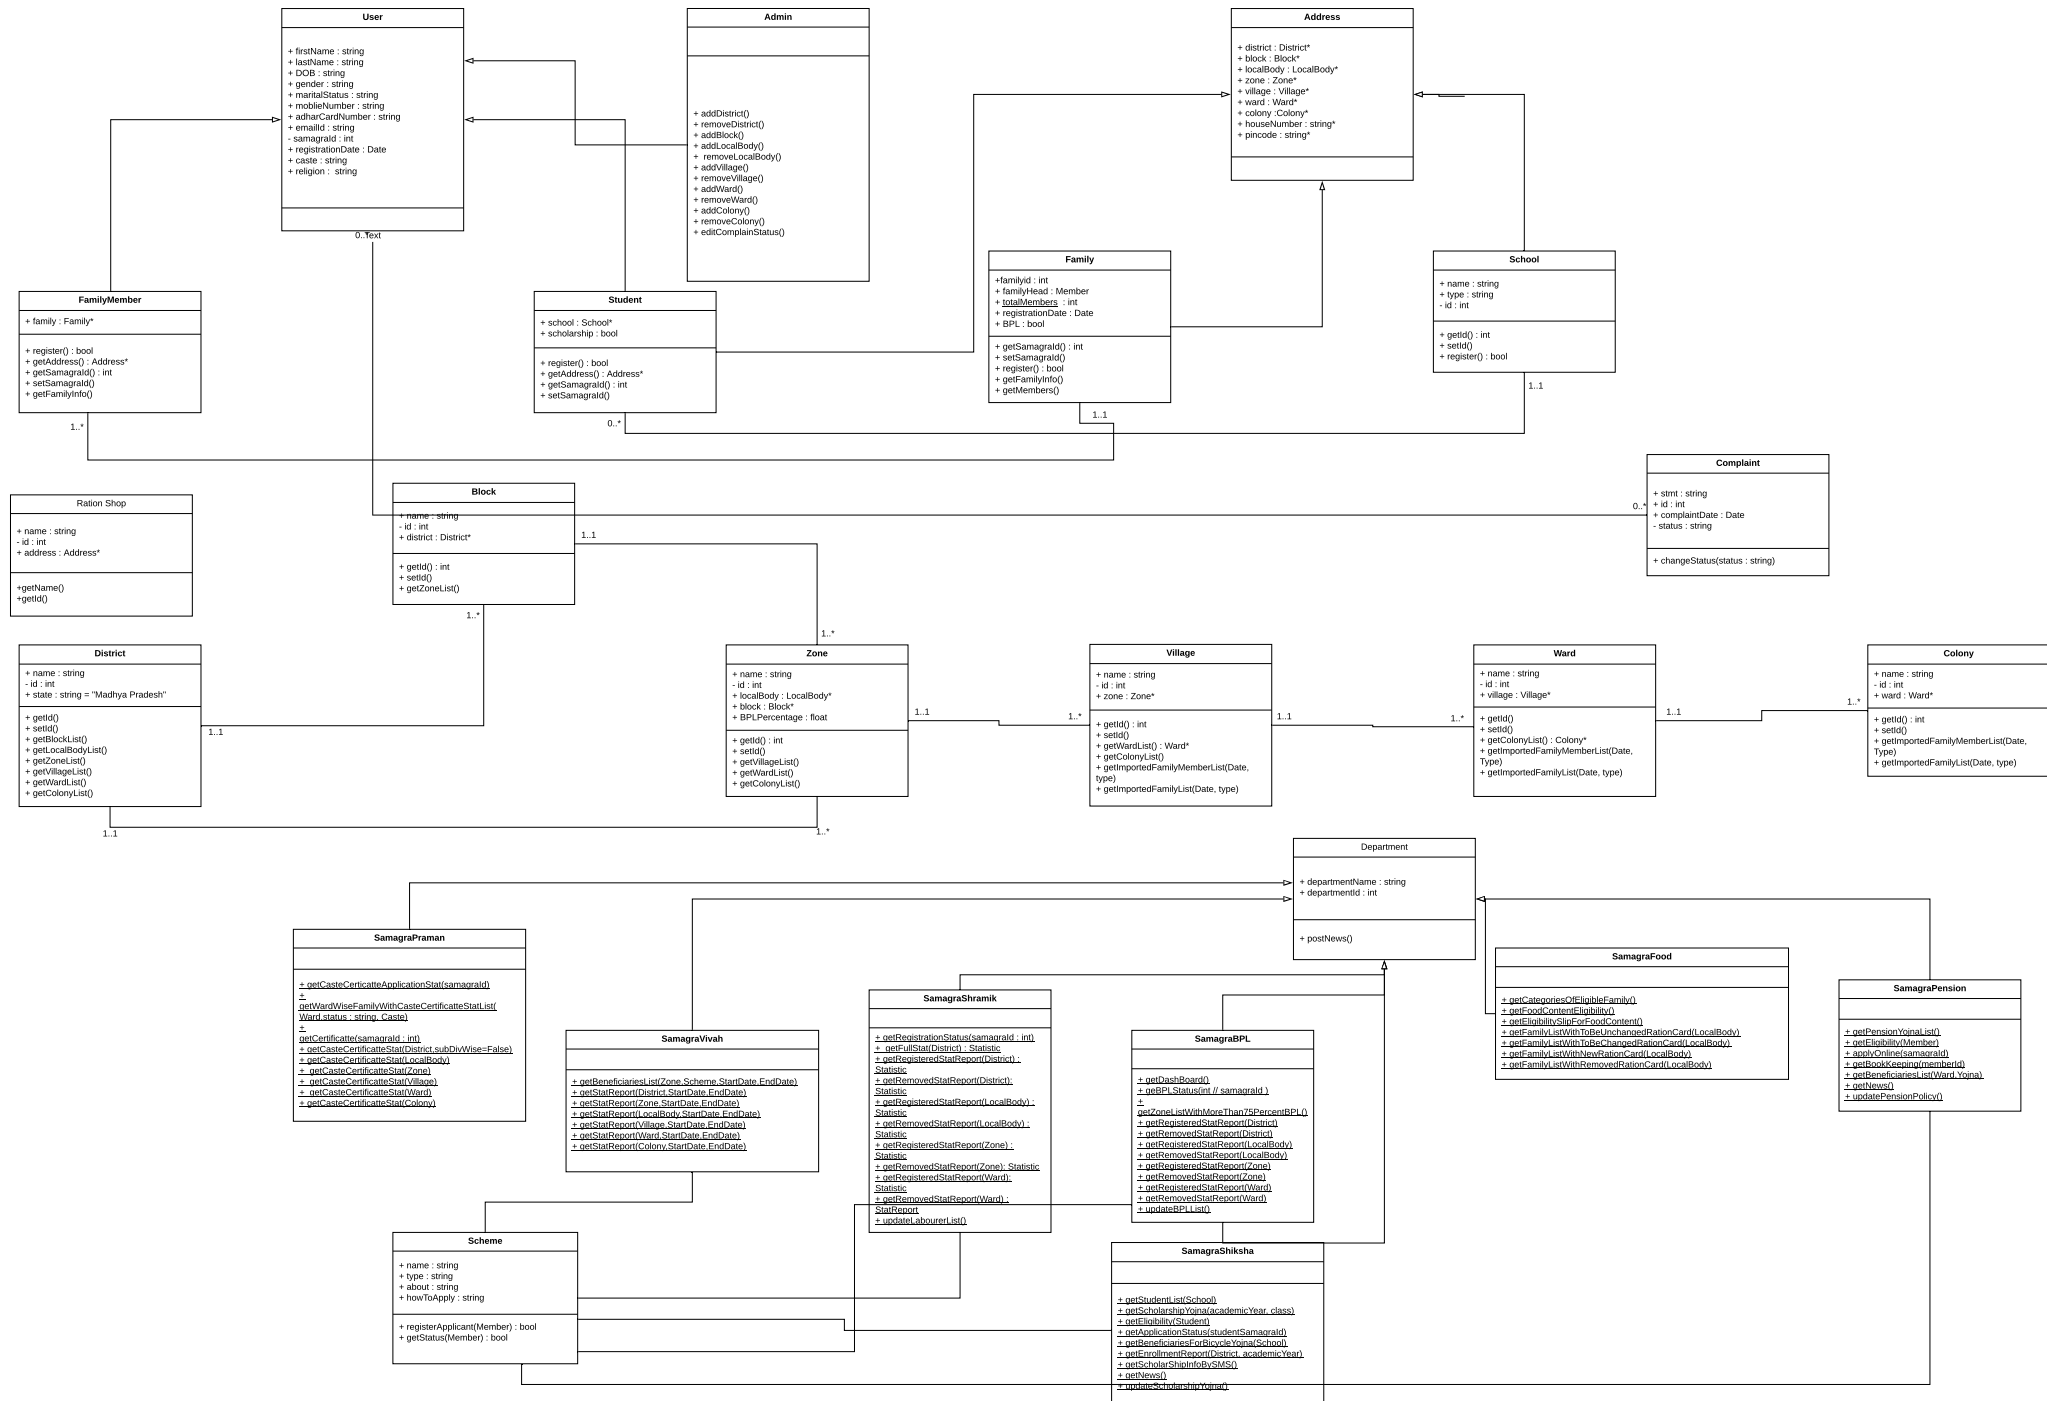 User
+ firstName : string
+ lastName : string
+ DOB : string
+ gender : string
+ maritalStatus : string
+ moblieNumber : string
+ adharCardNumber : string
+ emailId : string
- samagraId : int
+ registrationDate : Date
+ caste : string
+ religion :  string
0..
Text
Admin
+ addDistrict()
+ removeDistrict()
+ addBlock()
+ addLocalBody()
+  removeLocalBody()
+ addVillage()
+ removeVillage()
+ addWard()
+ removeWard()
+ addColony()
+ removeColony()
+ editComplainStatus()
Address
+ district : District*
+ block : Block*
+ localBody : LocalBody*
+ zone : Zone*
+ village : Village*
+ ward : Ward*
+ colony :Colony*
+ houseNumber : string*
+ pincode : string*
FamilyMember
+ family : Family*
+ register() : bool
+ getAddress() : Address*
+ getSamagraId() : int
+ setSamagraId()
+ getFamilyInfo()
1..*
Student
+ school : School*
+ scholarship : bool
+ register() : bool
+ getAddress() : Address*
+ getSamagraId() : int
+ setSamagraId()
0..*
Family
+familyid : int
+ familyHead : Member
+ totalMembers  : int
+ registrationDate : Date
+ BPL : bool
+ getSamagraId() : int
+ setSamagraId()
+ register() : bool
+ getFamilyInfo()
+ getMembers()
1..1
School
+ name : string
+ type : string
- id : int
+ getId() : int
+ setId()
+ register() : bool
1..1
Complaint
+ stmt : string
+ id : int
+ complaintDate : Date
- status : string
+ changeStatus(status : string)
0..*
Ration Shop
+ name : string
- id : int
+ address : Address*
+getName()
+getId()
Block
+ name : string
- id : int
+ district : District*
+ getId() : int
+ setId()
+ getZoneList()
1..1
1..*
District
+ name : string
- id : int
+ state : string = "Madhya Pradesh"
+ getId()
+ setId()
+ getBlockList()
+ getLocalBodyList()
+ getZoneList()
+ getVillageList()
+ getWardList()
+ getColonyList()
1..1
1..1
1..*
Zone
+ name : string
- id : int
+ localBody : LocalBody*
+ block : Block*
+ BPLPercentage : float
+ getId() : int
+ setId()
+ getVillageList()
+ getWardList()
+ getColonyList()
1..*
1..1
1..*
Village
+ name : string
- id : int
+ zone : Zone*
+ getId() : int
+ setId()
+ getWardList() : Ward*
+ getColonyList()
+ getImportedFamilyMemberList(Date,
type)
+ getImportedFamilyList(Date, type)
1..1
1..*
Ward
+ name : string
- id : int
+ village : Village*
+ getId()
+ setId()
+ getColonyList() : Colony*
+ getImportedFamilyMemberList(Date,
Type)
+ getImportedFamilyList(Date, type)
1..1
1..*
Colony
+ name : string
- id : int
+ ward : Ward*
+ getId() : int
+ setId()
+ getImportedFamilyMemberList(Date,
Type)
+ getImportedFamilyList(Date, type)
Department
+ departmentName : string
+ departmentId : int
+ postNews()
SamagraPraman
+ getCasteCerticatteApplicationStat(samagraId)
+
getWardWiseFamilyWithCasteCertificatteStatList(
Ward,status : string, Caste)
+
getCertificatte(samagraId : int)
+ getCasteCertificatteStat(District,subDivWise=False)
+ getCasteCertificatteStat(LocalBody)
+  getCasteCertificatteStat(Zone)
+  getCasteCertificatteStat(Village)
+  getCasteCertificatteStat(Ward)
+ getCasteCertificatteStat(Colony)
SamagraVivah
+ getBeneficiariesList(Zone,Scheme,StartDate,EndDate)
+ getStatReport(District,StartDate,EndDate)
+ getStatReport(Zone,StartDate,EndDate)
+ getStatReport(LocalBody,StartDate,EndDate)
+ getStatReport(Village,StartDate,EndDate)
+ getStatReport(Ward,StartDate,EndDate)
+ getStatReport(Colony,StartDate,EndDate)
SamagraShramik
+ getRegistrationStatus(samagraId : int)
+  getFullStat(District) : Statistic
+ getRegisteredStatReport(District) :
Statistic
+ getRemovedStatReport(District):
Statistic
+ getRegisteredStatReport(LocalBody) :
Statistic
+ getRemovedStatReport(LocalBody) :
Statistic
+ getRegisteredStatReport(Zone) :
Statistic
+ getRemovedStatReport(Zone): Statistic
+ getRegisteredStatReport(Ward):
Statistic
+ getRemovedStatReport(Ward) :
StatReport
+ updateLabourerList()
SamagraBPL
+ getDashBoard()
+ geBPLStatus(int // samagraId )
+
getZoneListWithMoreThan75PercentBPL()
+ getRegisteredStatReport(District)
+ getRemovedStatReport(District)
+ getRegisteredStatReport(LocalBody)
+ getRemovedStatReport(LocalBody)
+ getRegisteredStatReport(Zone)
+ getRemovedStatReport(Zone)
+ getRegisteredStatReport(Ward)
+ getRemovedStatReport(Ward)
+ updateBPLList()
SamagraFood
+ getCategoriesOfEligibleFamily()
+ getFoodContentEligibility()
+ getEligibilitySlipForFoodContent()
+ getFamilyListWithToBeUnchangedRationCard(LocalBody)
+ getFamilyListWithToBeChangedRationCard(LocalBody)
+ getFamilyListWithNewRationCard(LocalBody)
+ getFamilyListWithRemovedRationCard(LocalBody)
SamagraPension
+ getPensionYojnaList()
+ getEligibility(Member)
+ applyOnline(samagraId)
+ getBookKeeping(memberId)
+ getBeneficiariesList(Ward,Yojna)
+ getNews()
+ updatePensionPolicy()
Scheme
+ name : string
+ type : string
+ about : string
+ howToApply : string
+ registerApplicant(Member) : bool
+ getStatus(Member) : bool
SamagraShiksha
+ getStudentList(School)
+ getScholarshipYojna(academicYear, class)
+ getEligibility(Student)
+ getApplicationStatus(studentSamagraId)
+ getBeneficiariesForBicycleYojna(School)
+ getEnrollmentReport(District, academicYear)
+ getScholarShipInfoBySMS()
+ getNews()
+ updateScholarshipYojna()